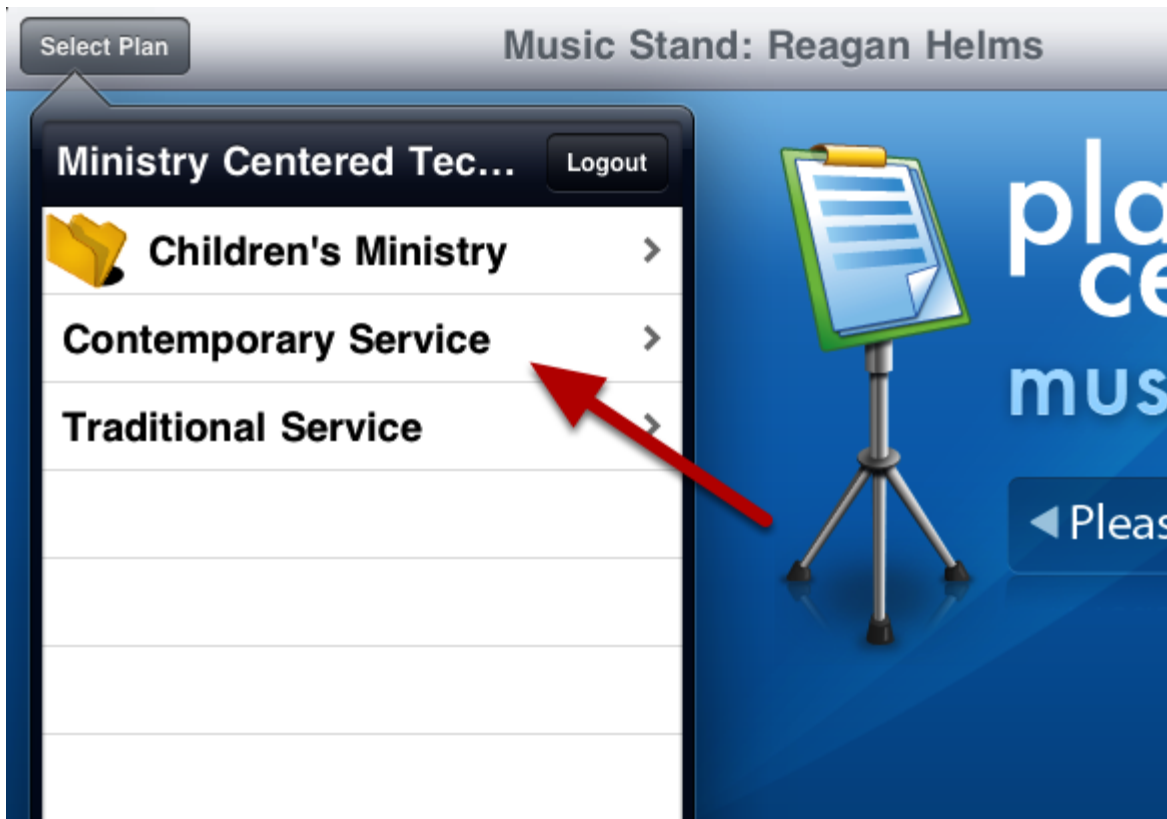 Select Plan
Music Stand: Reagan Helms
Ministry Centered Tec...
Logout
Children's Ministry
Contemporary Service
Traditional Service
pla
ce
mus
Pleas